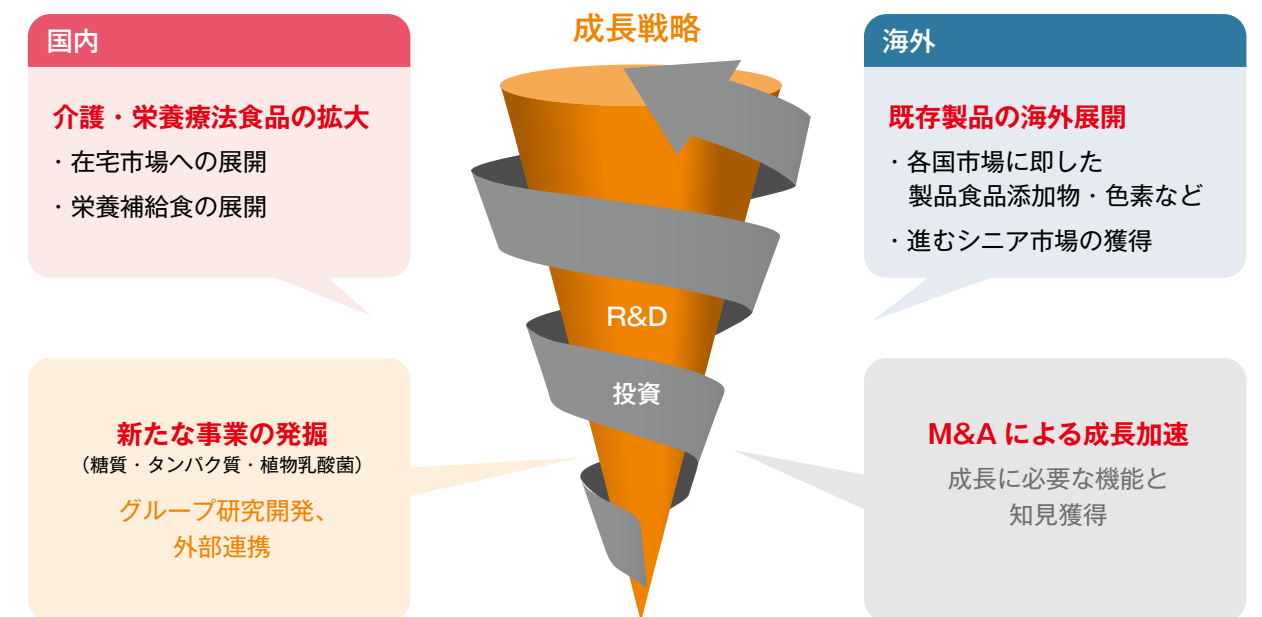 成長戦略
国内
介護・栄養療法食品の拡大
・在宅市場への展開
・栄養補給食の展開
海外
既存製品の海外展開
・各国市場に即した
製品食品添加物・色素など
・進むシニア市場の獲得
R&D
投資
新たな事業の発掘
（糖質・タンパク質・植物乳酸菌）
グループ研究開発、
外部連携
M&A による成長加速
成長に必要な機能と
知見獲得